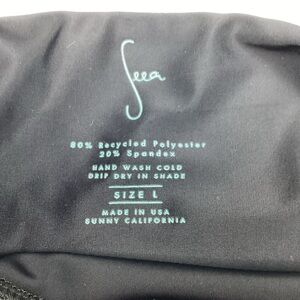 Seea
80% Recycled Polyester
20% Spandex
HAND WASH COLD
DRIP DRY IN SHADE
SIZE L
MADE IN USA
SUNNY CALIFORNIA